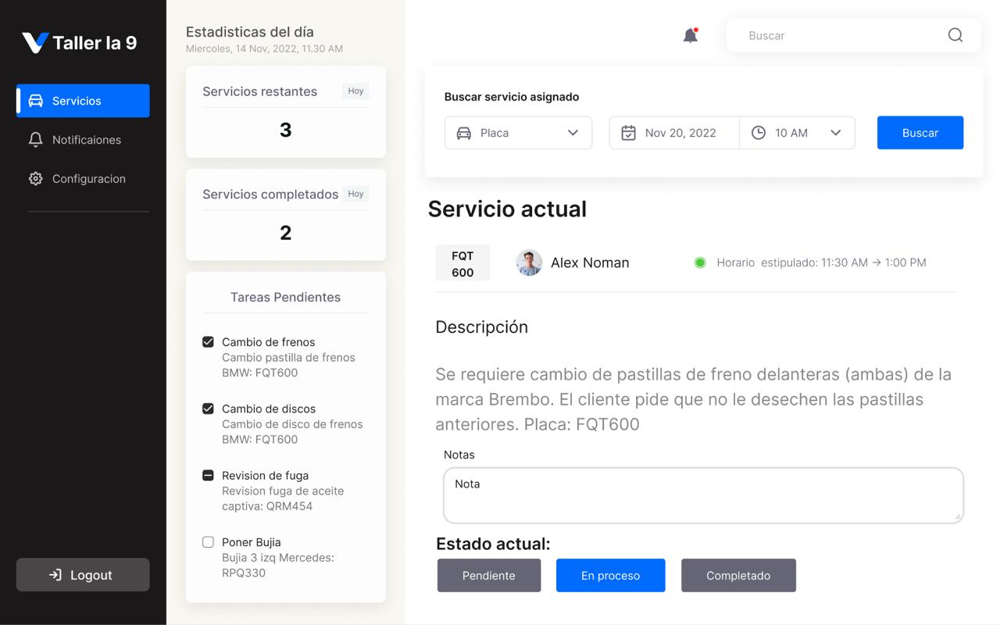 Taller la 9
Servicios
Notificaiones
Configuracion
Logout
Estadisticas del día
Miercoles, 14 Nov, 2022, 11.30 AM
Servicios restantes
Hoy
3
Servicios completados
Hoy
2
Tareas Pendientes
Cambio de frenos
Cambio pastilla de frenos
BMW: FQT600
Cambio de discos
Cambio de disco de frenos
BMW: FQT600
Revision de fuga
Revision fuga de aceite
captiva: QRM454
Poner Bujia
Bujia 3 izq Mercedes:
RPQ330
Buscar
Buscar servicio asignado
Placa
Nov 20, 2022
10 AM
Buscar
Servicio actual
FQT
600
Alex Noman
Horario estipulado: 11:30 AM → 1:00 PM
Descripción
Se requiere cambio de pastillas de freno delanteras (ambas) de la
marca Brembo. El cliente pide que no le desechen las pastillas
anteriores. Placa: FQT600
Notas
Nota
Estado actual:
Pendiente
En proceso
Completado